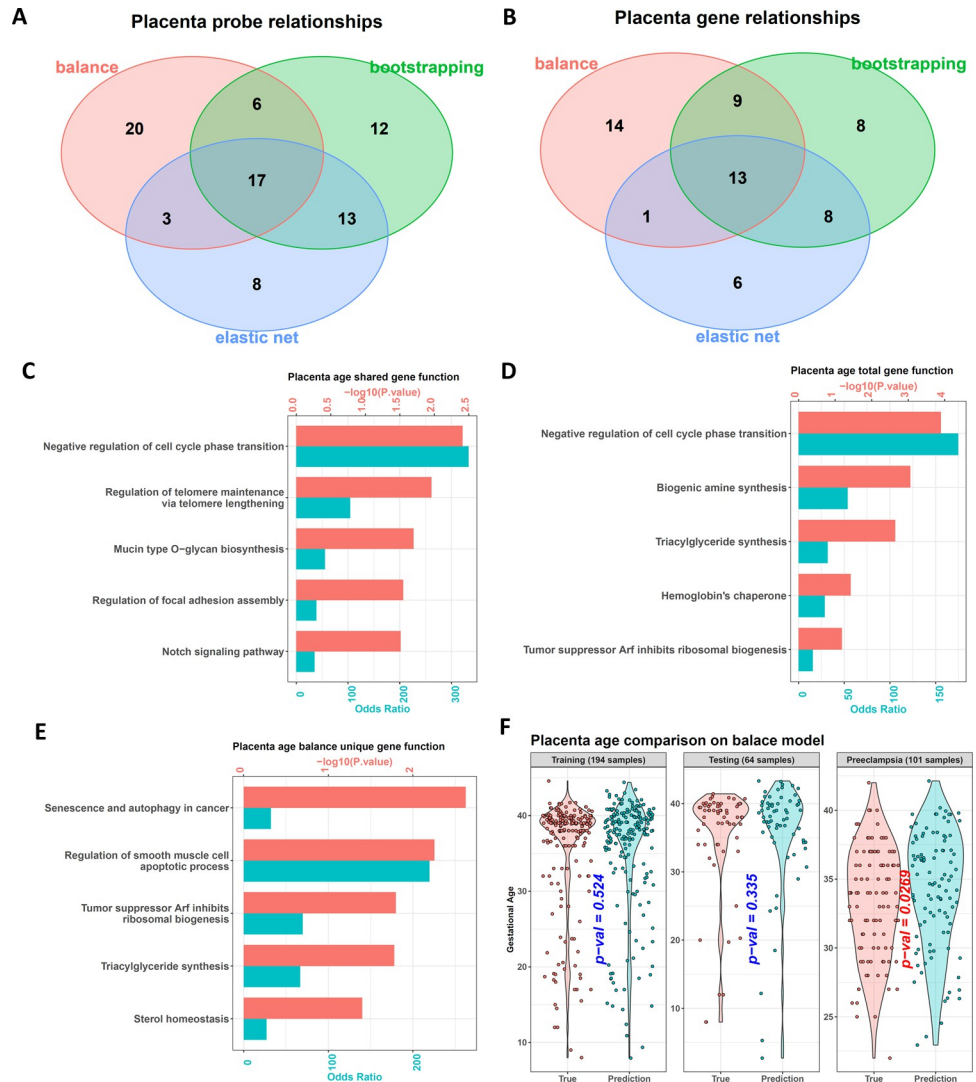 A
Placenta probe relationships
balance
bootstrapping
6
20
12
17
3
13
8
elastic net
B
Placenta gene relationships
balance
bootstrapping
9
14
8
13
1
8
6
elastic net
C
Placenta age shared gene function
−log10(P.value)
0.0 0.5 1.0 1.5 2.0 2.5
Negative regulation of cell cycle phase transition
Regulation of telomere maintenance
via telomere lengthening
Mucin type O−glycan biosynthesis
Regulation of focal adhesion assembly
Notch signaling pathway
0 100 200 300
Odds Ratio
D
Placenta age total gene function
−log10(P.value)
0 1 2 3 4
Negative regulation of cell cycle phase transition
Biogenic amine synthesis
Triacylglyceride synthesis
Hemoglobin's chaperone
Tumor suppressor Arf inhibits ribosomal biogenesis
0 50 100 150
Odds Ratio
E
Placenta age balance unique gene function
−log10(P.value)
0 1 2
Senescence and autophagy in cancer
Regulation of smooth muscle cell
apoptotic process
Tumor suppressor Arf inhibits
ribosomal biogenesis
Triacylglyceride synthesis
Sterol homeostasis
0 100 200
Odds Ratio
F
Placenta age comparison on balace model
Training (194 samples)
Testing (64 samples)
Preeclampsia (101 samples)
Gestational Age
40
30
20
10
p−val = 0.524
True Prediction
40
30
20
10
p−val = 0.335
True Prediction
40
35
30
25
p−val = 0.0269
True Prediction